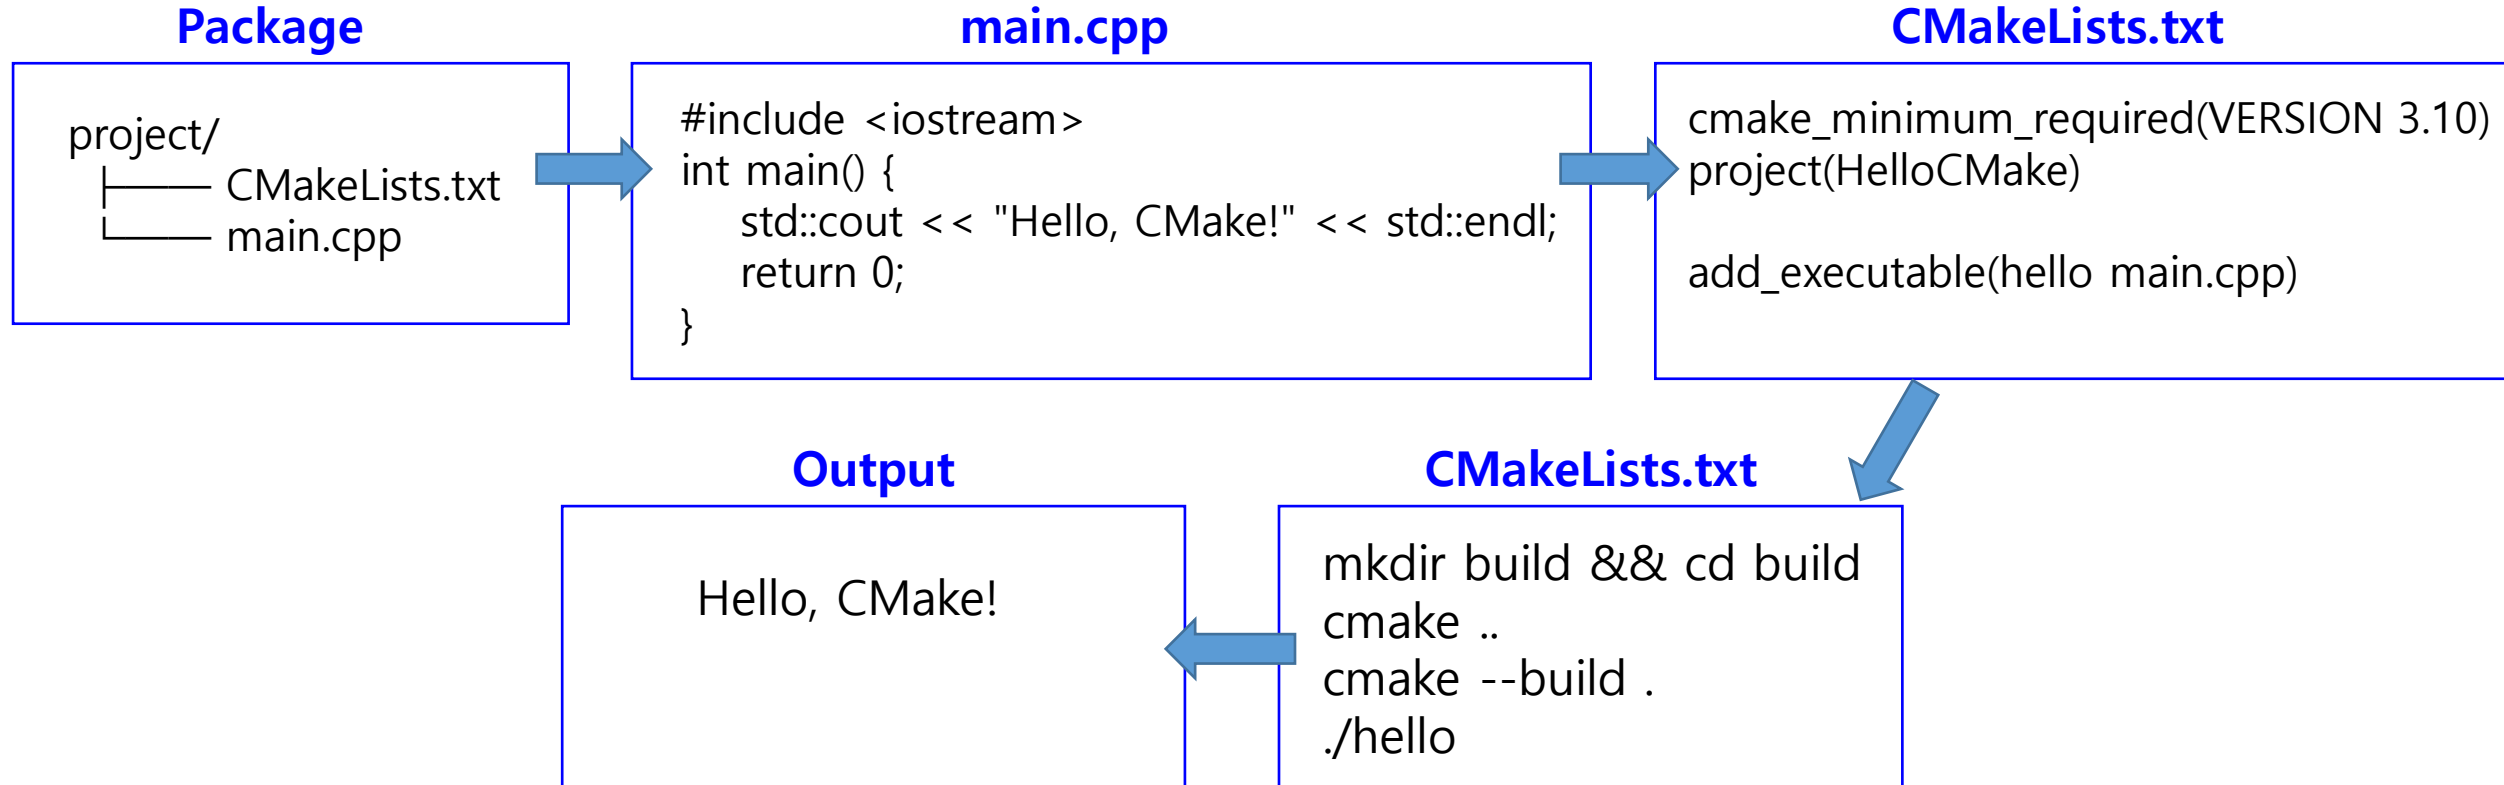 Package
project/
├── CMakeLists.txt
└── main.cpp
main.cpp
#include <iostream>
int main() {
std::cout << "Hello, CMake!" << std::endl;
return 0;
}
CMakeLists.txt
cmake_minimum_required(VERSION 3.10)
project(HelloCMake)
add_executable(hello main.cpp)
CMakeLists.txt
mkdir build && cd build
cmake ..
cmake --build .
./hello
Output
Hello, CMake!